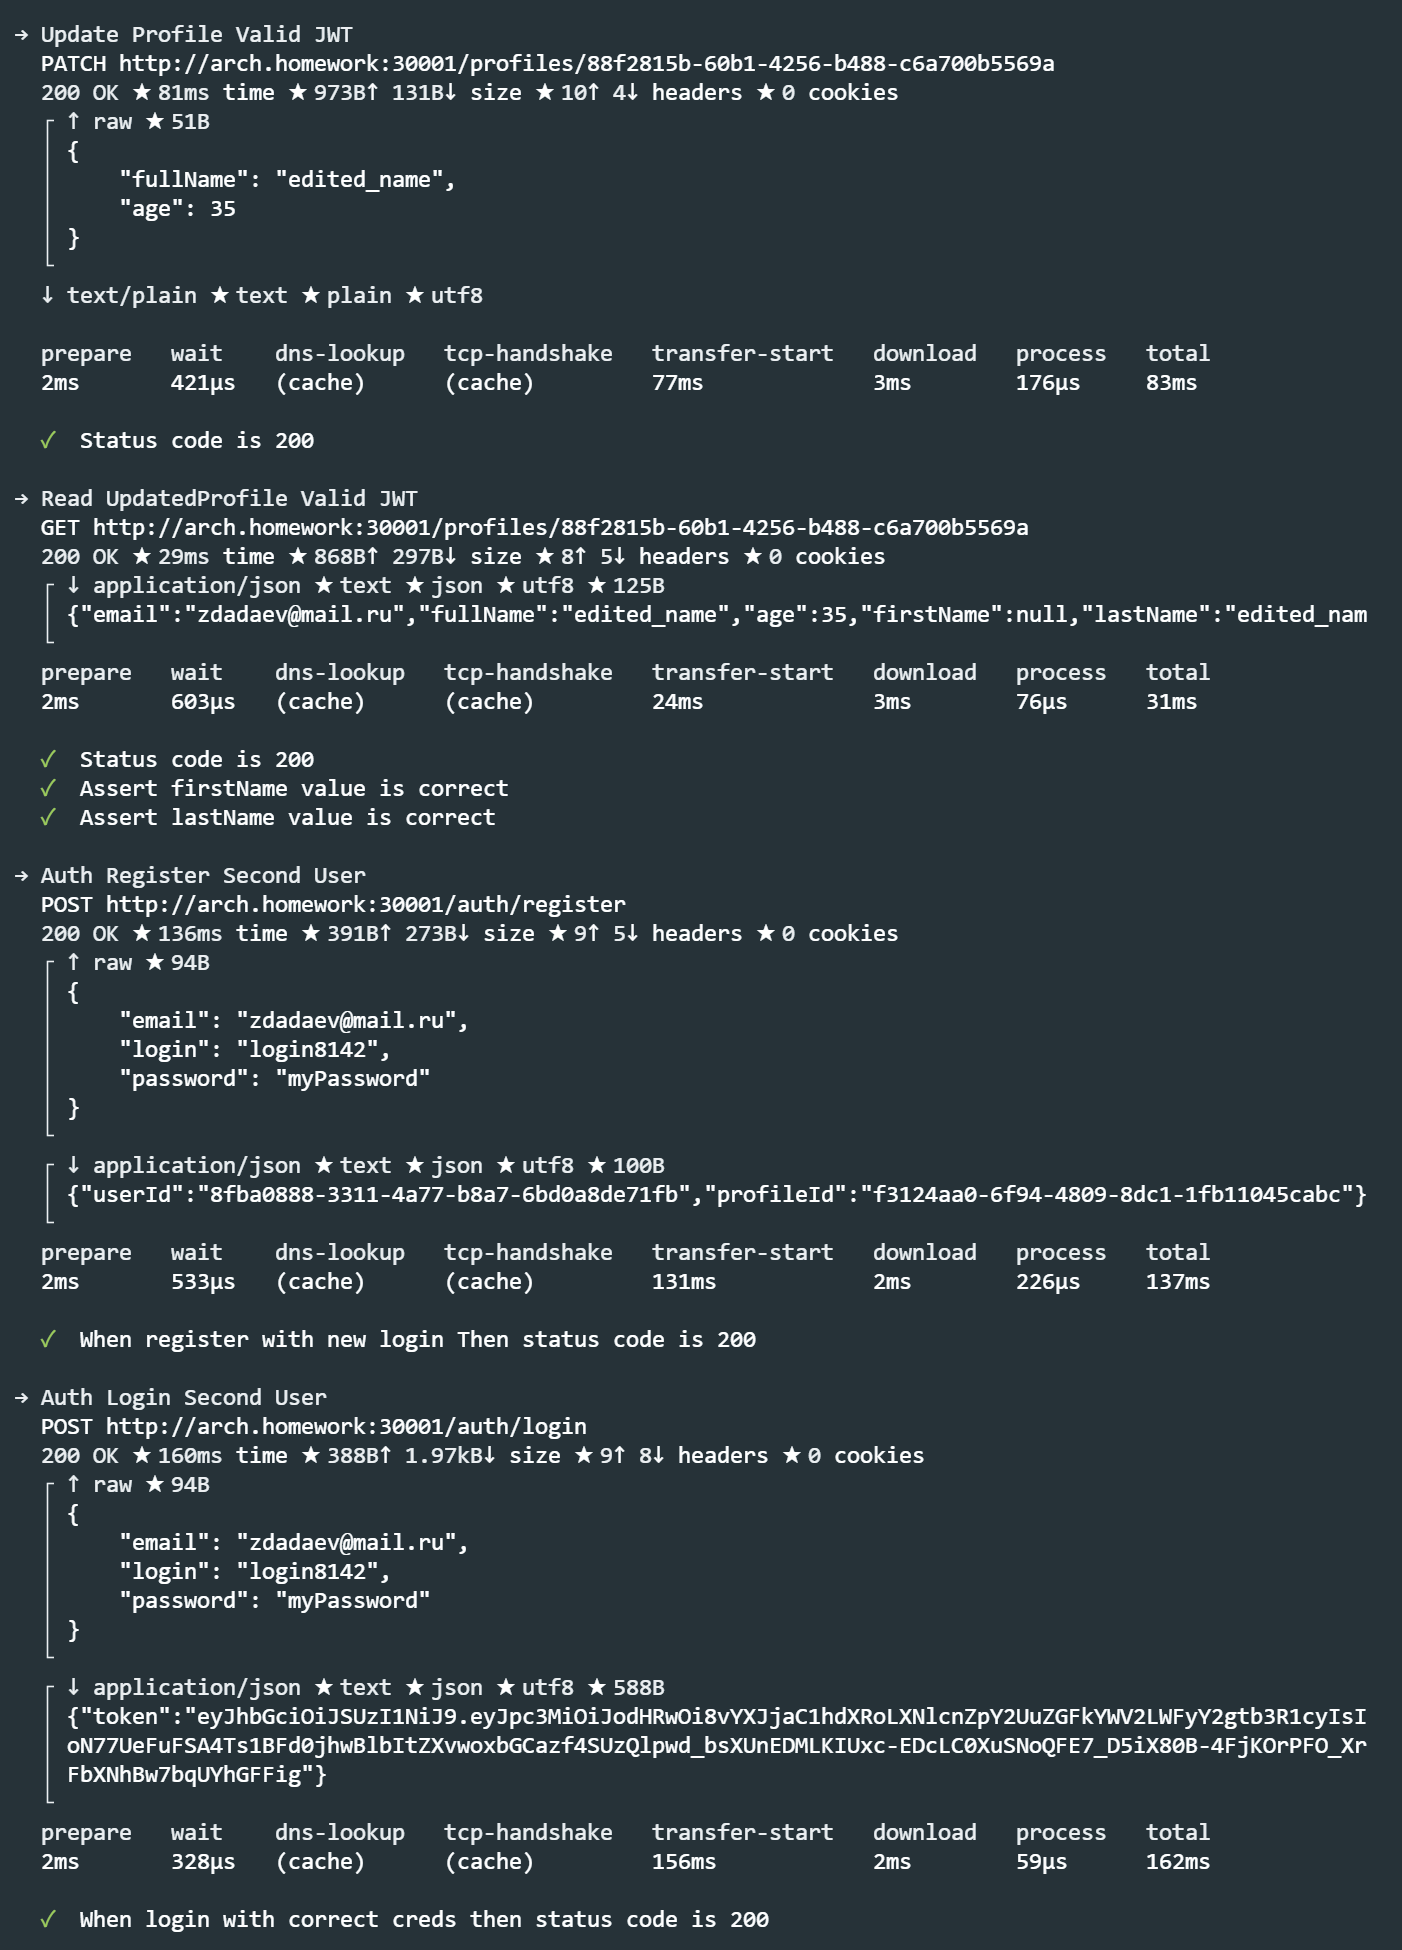 → Update Profile Valid JWT
PATCH http://arch.homework:30001/profiles/88f2815b-60b1-4256-b488-c6a700b5569a
200 OK ★ 81ms time ★ 973B↑ 131B↓ size ★ 10↑ 4↓ headers ★ 0 cookies
┌ ↑ raw ★ 51B
│ {
│     "fullName": "edited_name",
│     "age": 35
│ }
└
↓ text/plain ★ text ★ plain ★ utf8
prepare   wait    dns-lookup   tcp-handshake   transfer-start   download   process   total
2ms       421µs   (cache)      (cache)         77ms             3ms        176µs     83ms
✓  Status code is 200
→ Read UpdatedProfile Valid JWT
GET http://arch.homework:30001/profiles/88f2815b-60b1-4256-b488-c6a700b5569a
200 OK ★ 29ms time ★ 868B↑ 297B↓ size ★ 8↑ 5↓ headers ★ 0 cookies
┌ ↓ application/json ★ text ★ json ★ utf8 ★ 125B
│ {"email":"zdadaev@mail.ru","fullName":"edited_name","age":35,"firstName":null,"lastName":"edited_nam
└
prepare   wait    dns-lookup   tcp-handshake   transfer-start   download   process   total
2ms       603µs   (cache)      (cache)         24ms             3ms        76µs      31ms
✓  Status code is 200
✓  Assert firstName value is correct
✓  Assert lastName value is correct
→ Auth Register Second User
POST http://arch.homework:30001/auth/register
200 OK ★ 136ms time ★ 391B↑ 273B↓ size ★ 9↑ 5↓ headers ★ 0 cookies
┌ ↑ raw ★ 94B
│ {
│     "email": "zdadaev@mail.ru",
│     "login": "login8142",
│     "password": "myPassword"
│ }
└
┌ ↓ application/json ★ text ★ json ★ utf8 ★ 100B
│ {"userId":"8fba0888-3311-4a77-b8a7-6bd0a8de71fb","profileId":"f3124aa0-6f94-4809-8dc1-1fb11045cabc"}
└
prepare   wait    dns-lookup   tcp-handshake   transfer-start   download   process   total
2ms       533µs   (cache)      (cache)         131ms            2ms        226µs     137ms
✓  When register with new login Then status code is 200
→ Auth Login Second User
POST http://arch.homework:30001/auth/login
200 OK ★ 160ms time ★ 388B↑ 1.97kB↓ size ★ 9↑ 8↓ headers ★ 0 cookies
┌ ↑ raw ★ 94B
│ {
│     "email": "zdadaev@mail.ru",
│     "login": "login8142",
│     "password": "myPassword"
│ }
└
┌ ↓ application/json ★ text ★ json ★ utf8 ★ 588B
│ {"token":"eyJhbGciOiJSUzI1NiJ9.eyJpc3MiOiJodHRwOi8vYXJjaC1hdXRoLXNlcnZpY2UuZGFkYWV2LWFyY2gtb3R1cyIsI
│ oN77UeFuFSA4Ts1BFd0jhwBlbItZXvwoxbGCazf4SUzQlpwd_bsXUnEDMLKIUxc-EDcLC0XuSNoQFE7_D5iX80B-4FjKOrPFO_Xr
│ FbXNhBw7bqUYhGFFig"}
└
prepare   wait    dns-lookup   tcp-handshake   transfer-start   download   process   total
2ms       328µs   (cache)      (cache)         156ms            2ms        59µs      162ms
✓  When login with correct creds then status code is 200